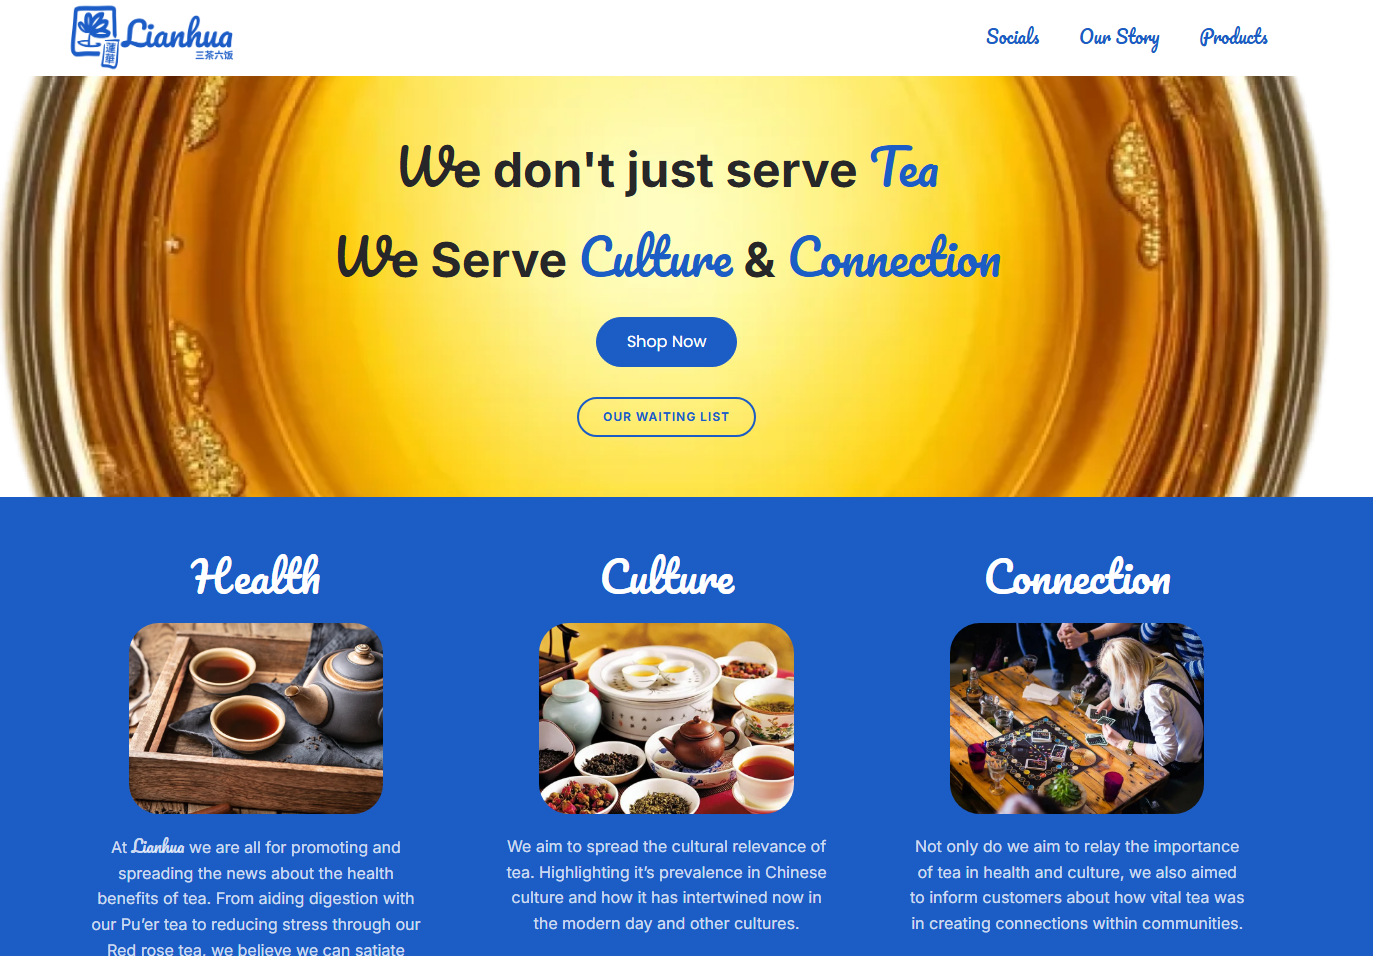 Lianhua
蓮華
三茶六饭
Socials Our Story Products
We don't just serve Tea
We Serve Culture & Connection
Shop Now
OUR WAITING LIST
Health
Culture
Connection
At Lianhua we are all for promoting and
spreading the news about the health
benefits of tea. From aiding digestion with
our Pu’er tea to reducing stress through our
Red rose tea, we believe we can satiate
We aim to spread the cultural relevance of
tea. Highlighting it’s prevalence in Chinese
culture and how it has intertwined now in
the modern day and other cultures.
Not only do we aim to relay the importance
of tea in health and culture, we also aimed
to inform customers about how vital tea was
in creating connections within communities.